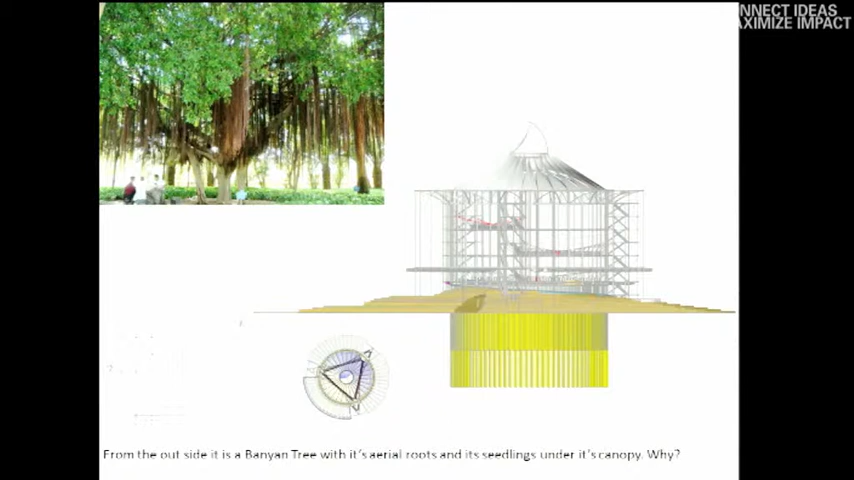 NNECT IDEAS
AXIMIZE IMPACT
From the out side it is a Banyan Tree with it's aerial roots and its seedlings under it's canopy. Why?